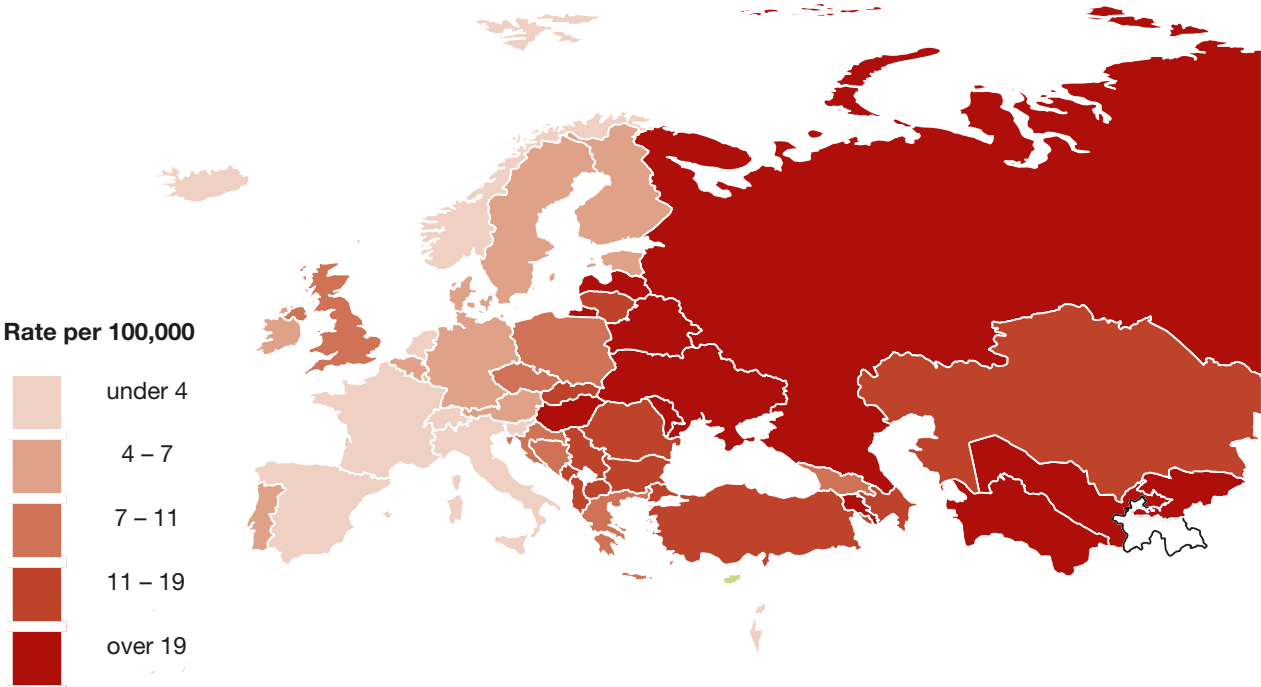 Rate per 100,000
under 4
4 – 7
7 – 11
11 – 19
over 19